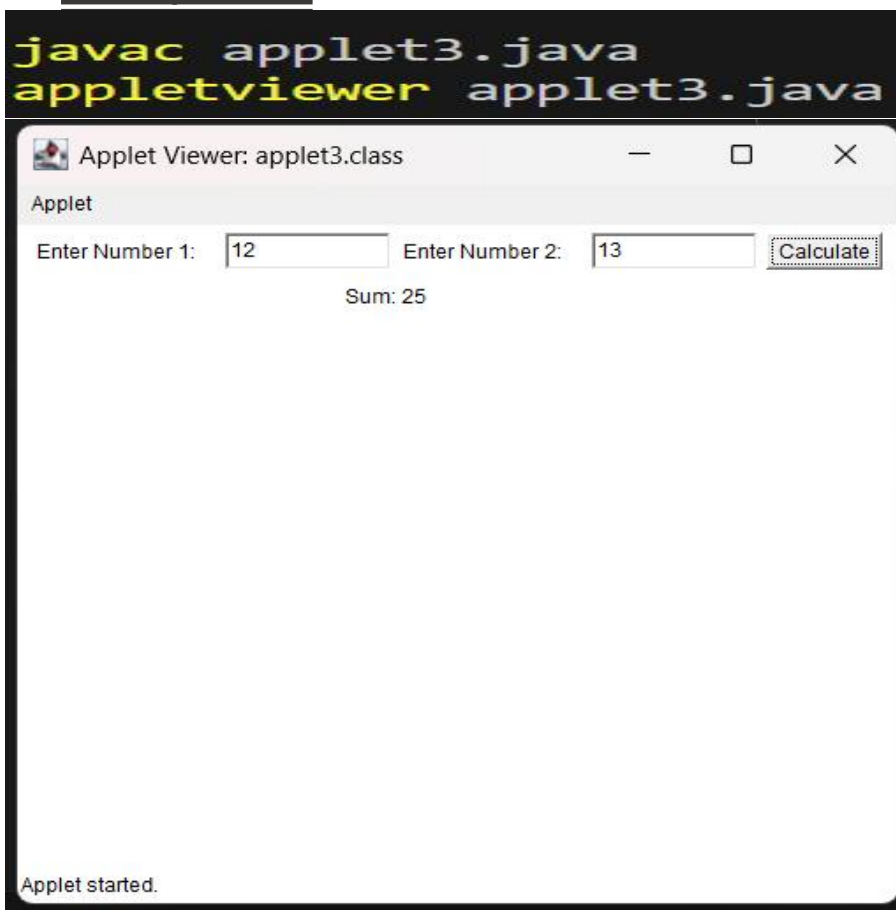 javac applet3.java
appletviewer applet3.java
Applet Viewer: applet3.class
Applet
Enter Number 1: 12 Enter Number 2: 13 Calculate
Sum: 25
Applet started.